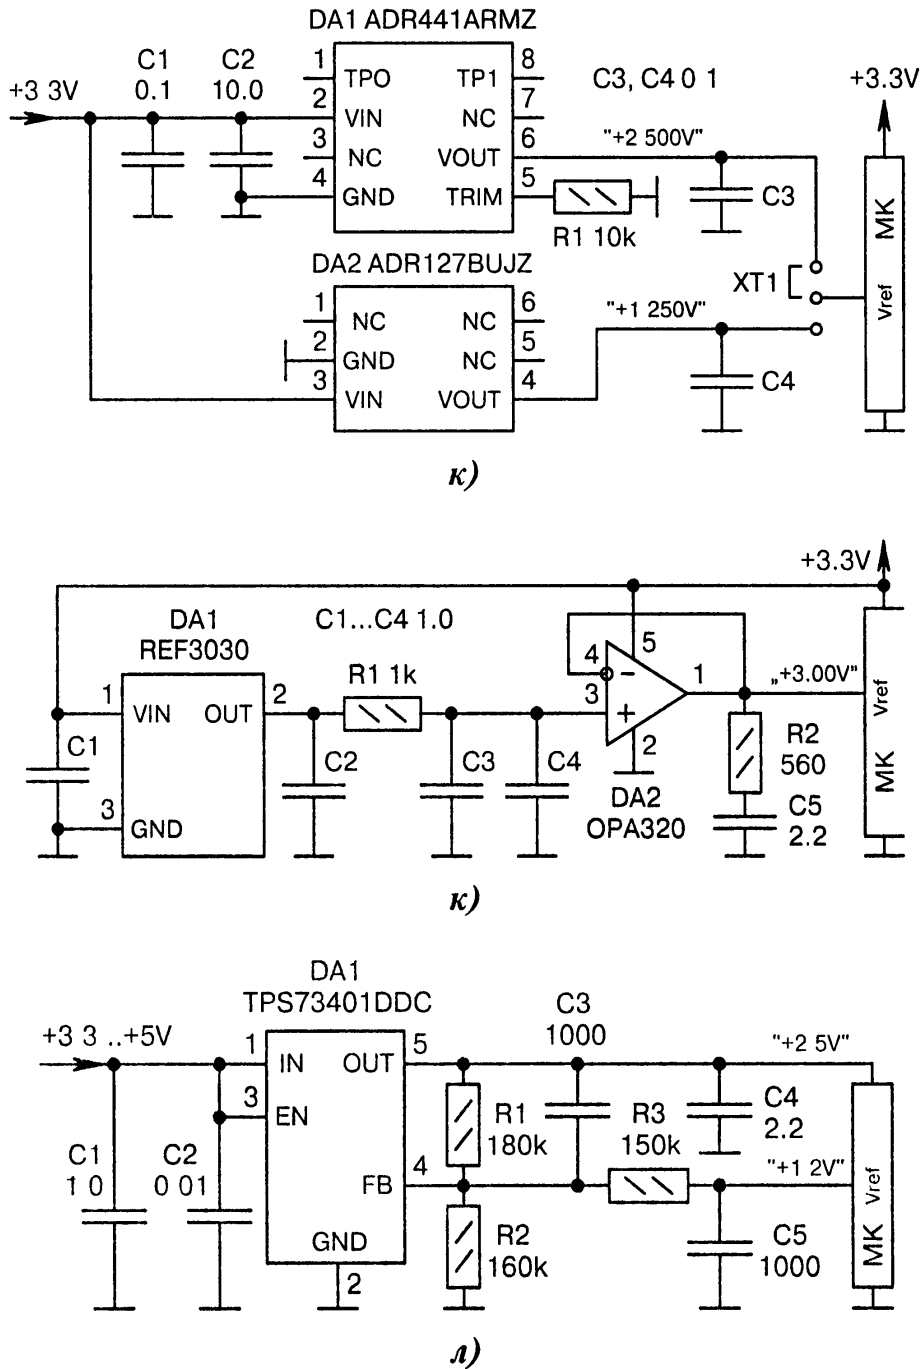 DA1 ADR441ARMZ
C1
0.1
C2
10.0
+3 3V
1
TPO
2
VIN
3
NC
4
GND
8
TP1
7
NC
6
VOUT
5
TRIM
C3, C4 0 1
"+2 500V"
+3.3V
C3
R1 10k
DA2 ADR127BUJZ
1
NC
2
GND
3
VIN
6
NC
5
NC
4
VOUT
"+1 250V"
XT1
C4
MK
Vref
к)
+3.3V
DA1
REF3030
C1...C4 1.0
1
VIN
OUT
2
R1 1k
C1
3
GND
C2
C3
C4
4
3
5
1
2
−
+
DA2
OPA320
„+3.00V"
R2
560
C5
2.2
Vref
MK
к)
DA1
TPS73401DDC
+3 3 ..+5V
1
IN
3
EN
OUT
5
FB
4
GND
2
C1
1 0
C2
0 01
C3
1000
R1
180k
R2
160k
R3
150k
"+2 5V"
C4
2.2
"+1 2V"
C5
1000
Vref
MK
л)